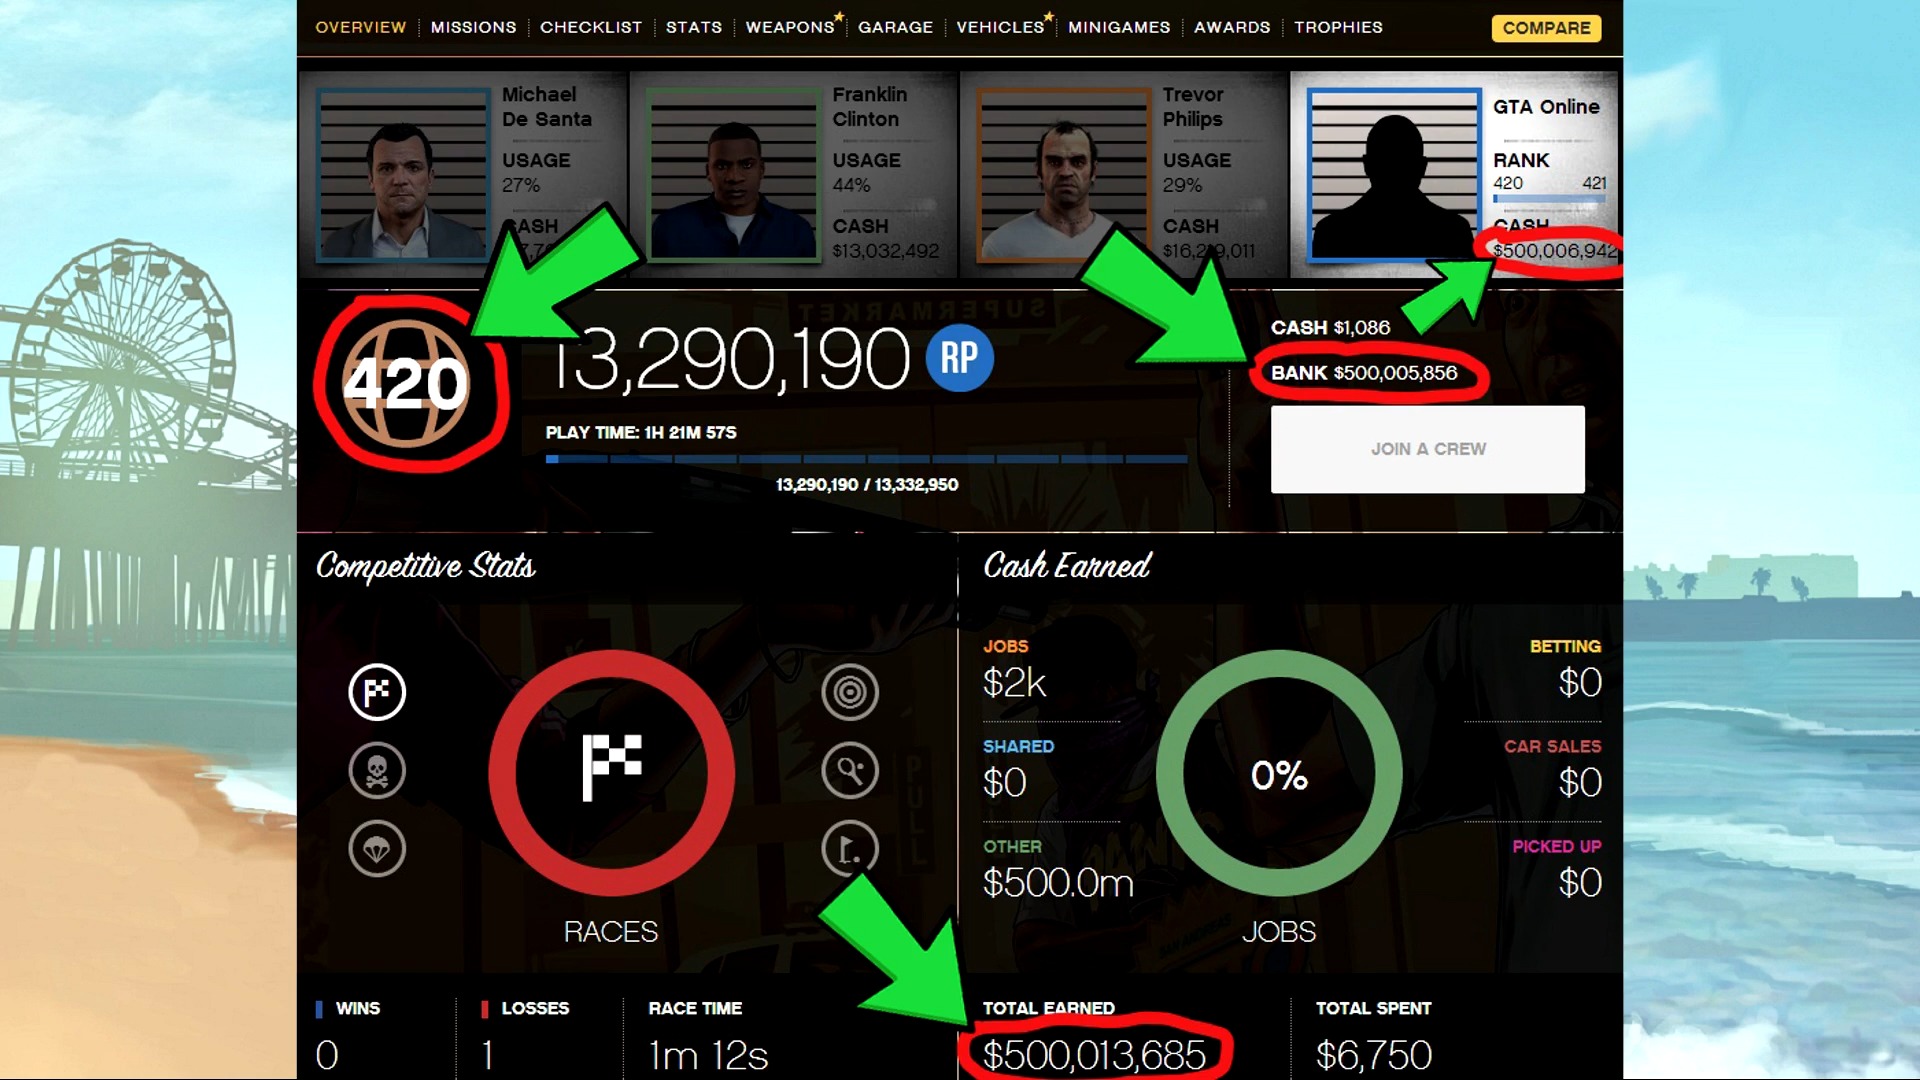 OVERVIEW MISSIONS CHECKLIST STATS WEAPONS GARAGE VEHICLES MINIGAMES AWARDS TROPHIES COMPARE
Michael
De Santa
USAGE
27%
CASH
Franklin
Clinton
USAGE
44%
CASH
$13,032,492
Trevor
Philips
USAGE
29%
CASH
GTA Online
RANK
420 421
CASH
$500,006,942
SUPERMARKET
420
13,290,190 RP
PLAY TIME: 1H 21M 57S
13,290,190 / 13,332,950
CASH $1,086
BANK $500,005,856
JOIN A CREW
Competitive Stats
RACES
WINS LOSSES RACE TIME
0 1 1m 12s
Cash Earned
JOBS
$2k
SHARED
$0
OTHER
$500.0m
0%
JOBS
BETTING
$0
CAR SALES
$0
PICKED UP
$0
TOTAL EARNED TOTAL SPENT
$500,013,685 $6,750
PULL